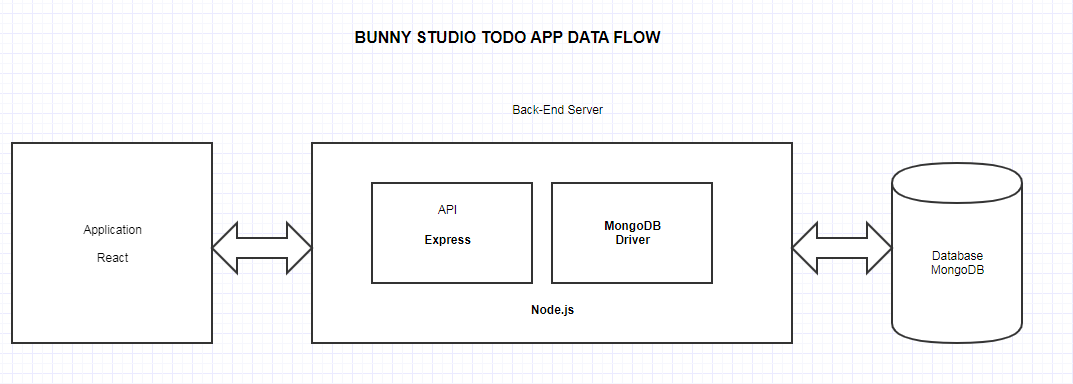 BUNNY STUDIO TODO APP DATA FLOW
Back-End Server
Application
React
API
Express
MongoDB
Driver
Node.js
Database
MongoDB